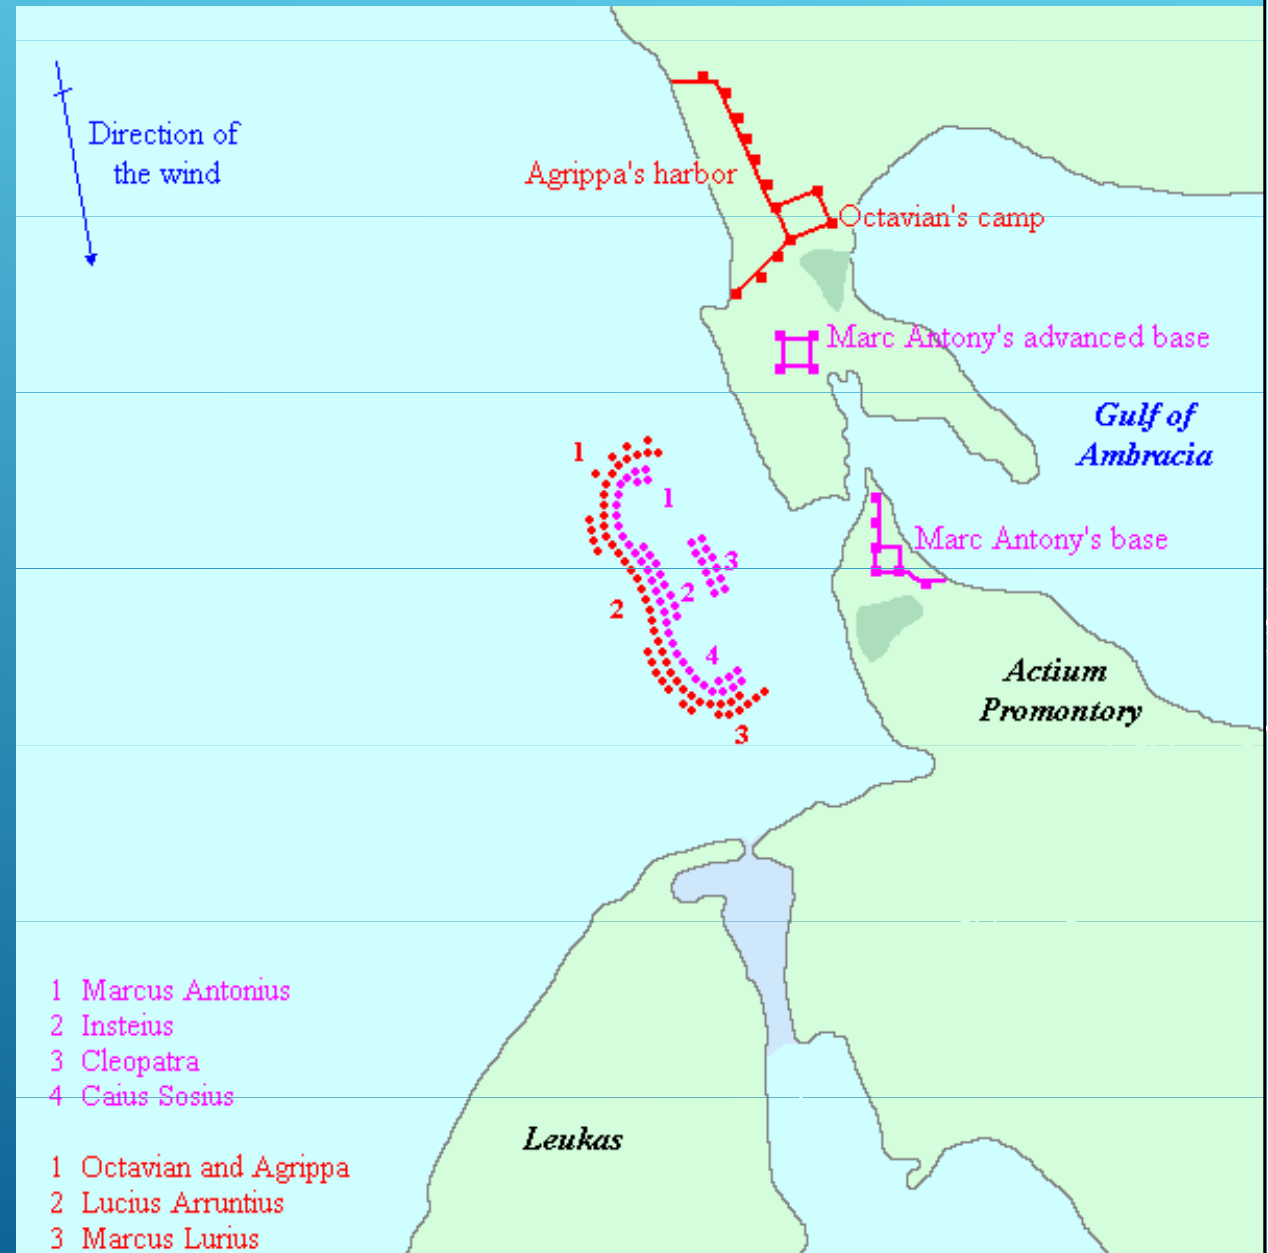 Direction of
the wind
Agrippa's harbor
Octavian's camp
Marc Antony's advanced base
Gulf of
Ambracia
1
1
Marc Antony's base
3
2
2
4
Actium
Promontory
3
1 Marcus Antonius
2 Insteius
3 Cleopatra
4 Caius Sosius
Leukas
1 Octavian and Agrippa
2 Lucius Arruntius
3 Marcus Lurius